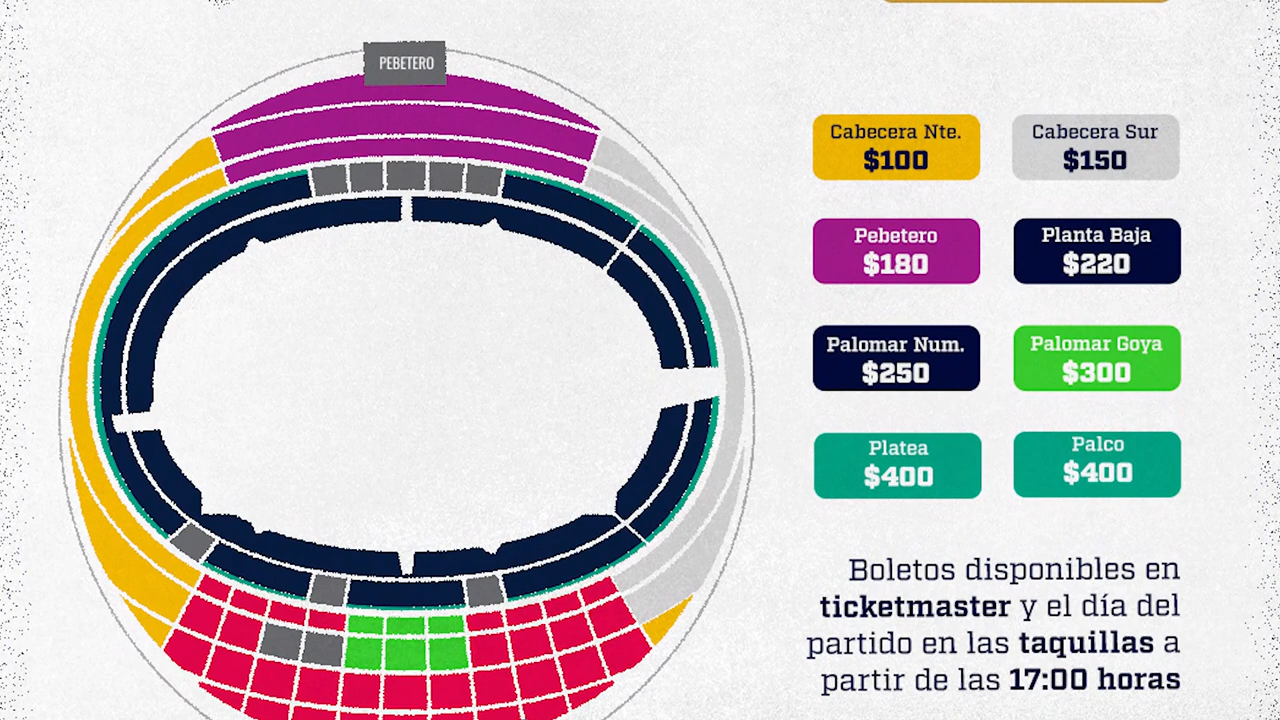 PEBETERO
Cabecera Nte.
$100
Cabecera Sur
$150
Pebetero
$180
Planta Baja
$220
Palomar Num.
$250
Palomar Goya
$300
Platea
$400
Palco
$400
Boletos disponibles en
ticketmaster y el día del
partido en las taquillas a
partir de las 17:00 horas